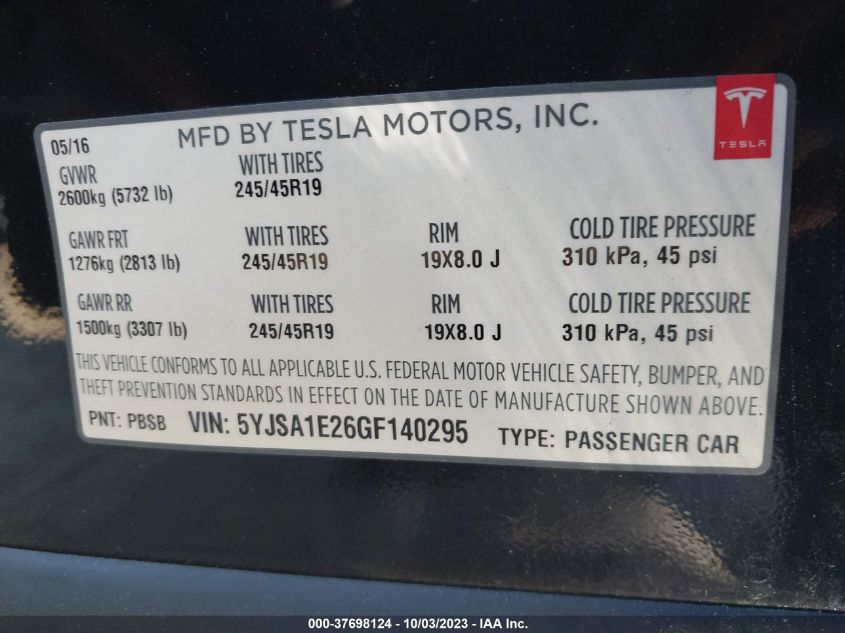 05/16 MFD BY TESLA MOTORS, INC.
TESLA
GVWR WITH TIRES
2600kg (5732 lb) 245/45R19
GAWR FRT WITH TIRES RIM COLD TIRE PRESSURE
1276kg (2813 lb) 245/45R19 19X8.0 J 310 kPa, 45 psi
GAWR RR WITH TIRES RIM COLD TIRE PRESSURE
1500kg (3307 lb) 245/45R19 19X8.0 J 310 kPa, 45 psi
THIS VEHICLE CONFORMS TO ALL APPLICABLE U.S. FEDERAL MOTOR VEHICLE SAFETY, BUMPER, AND
THEFT PREVENTION STANDARDS IN EFFECT ON THE DATE OF MANUFACTURE SHOWN ABOVE.
PNT: PBSB VIN: 5YJSA1E26GF140295 TYPE: PASSENGER CAR
000-37698124 - 10/03/2023 - IAA Inc.